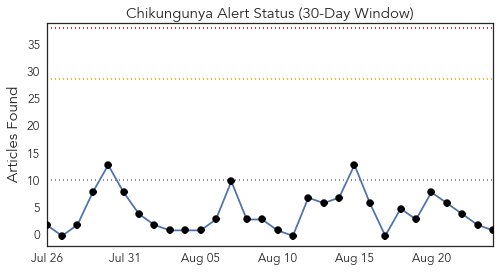 Chikungunya Alert Status (30-Day Window)
Articles Found
35
30
25
20
15
10
5
0
Jul 26
Jul 31
Aug 05
Aug 10
Aug 15
Aug 20